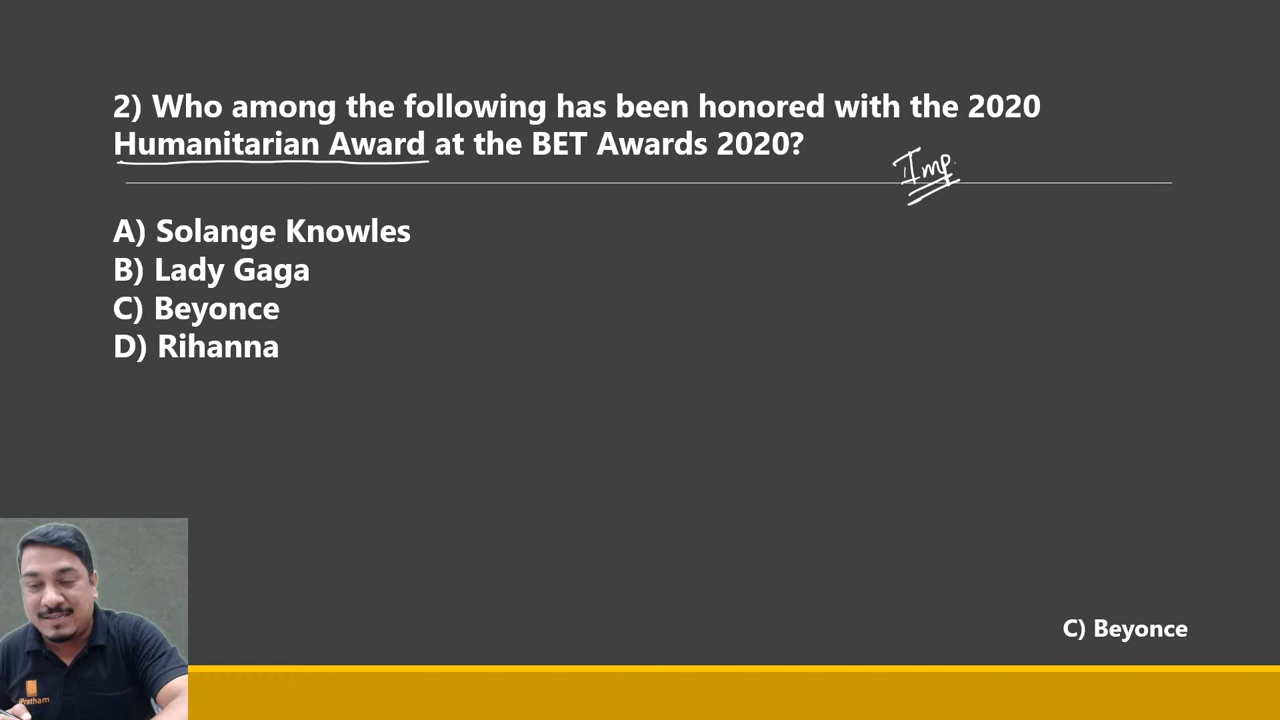 2) Who among the following has been honored with the 2020
Humanitarian Award at the BET Awards 2020?
Imp.
A) Solange Knowles
B) Lady Gaga
C) Beyonce
D) Rihanna
C) Beyonce
Pratham